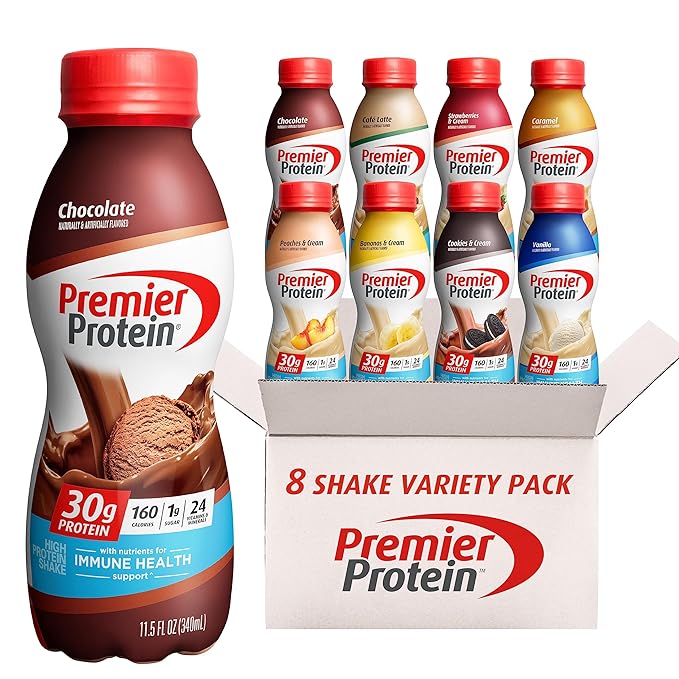 Chocolate
NATURALLY & ARTIFICIALLY FLAVORED
Premier
Protein®
30g
PROTEIN
160
CALORIES
1g
SUGAR
24
VITAMINS &
MINERALS
HIGH
PROTEIN
SHAKE
with nutrients for
IMMUNE HEALTH
support^
11.5 FL OZ (340mL)
Chocolate
Premier
Protein
Café Latte
Premier
Protein
Strawberries
& Cream
Premier
Protein
Caramel
Premier
Protein
Peaches & Cream
Premier
Protein
30g
PROTEIN
160
1g
24
Bananas & Cream
Premier
Protein
30g
PROTEIN
160
1g
24
Cookies & Cream
Premier
Protein
30g
PROTEIN
160
1g
24
Vanilla
Premier
Protein
30g
PROTEIN
160
1g
24
8 SHAKE VARIETY PACK
Premier
Protein™